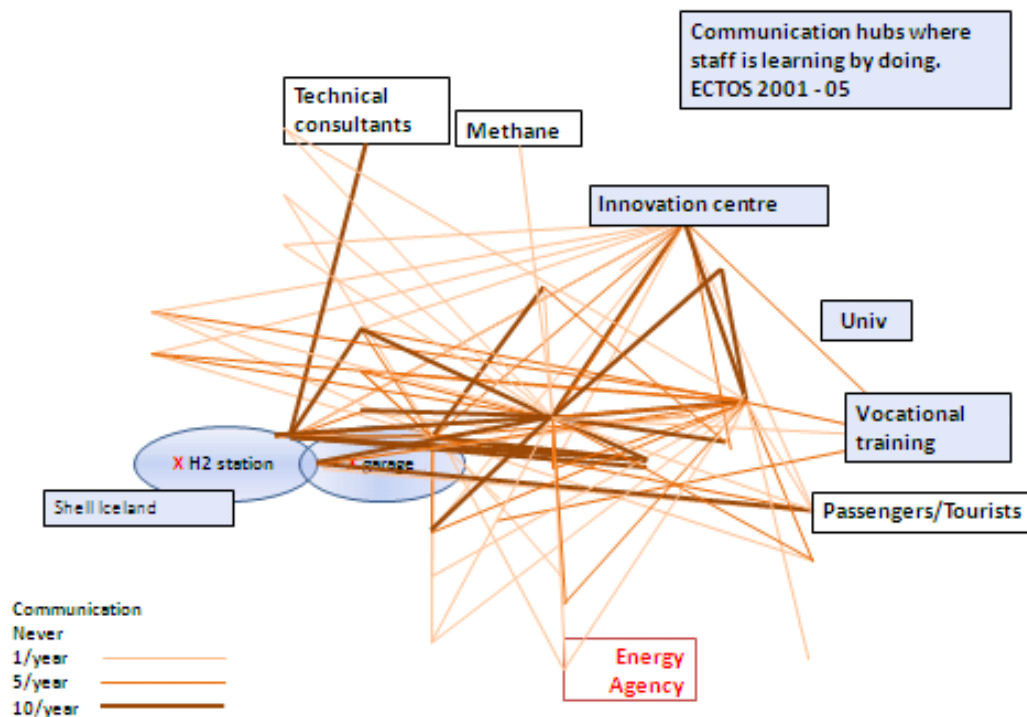 Communication hubs where
staff is learning by doing.
ECTOS 2001 - 05
Technical
consultants
Methane
Innovation centre
Univ
Vocational
training
X H2 station
X garage
Shell Iceland
Passengers/Tourists
Energy
Agency
Communication
Never
1/year
5/year
10/year